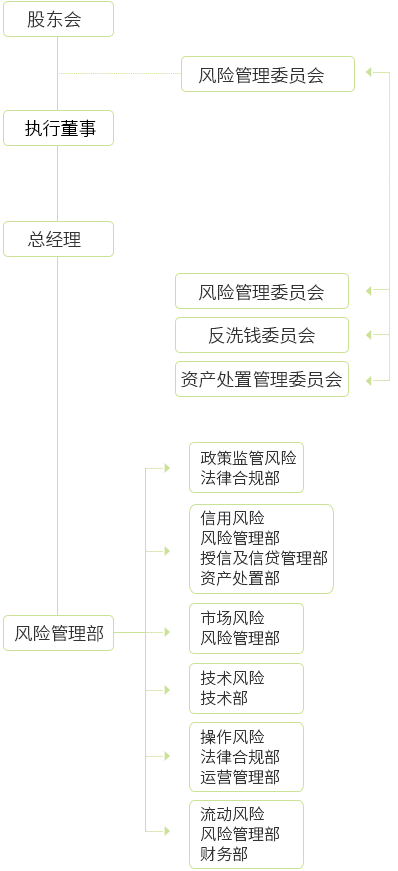 股东会
风险管理委员会
执行董事
总经理
风险管理委员会
反洗钱委员会
资产处置管理委员会
政策监管风险
法律合规部
信用风险
风险管理部
授信及信贷管理部
资产处置部
市场风险
风险管理部
风险管理部
技术风险
技术部
操作风险
法律合规部
运营管理部
流动风险
风险管理部
财务部